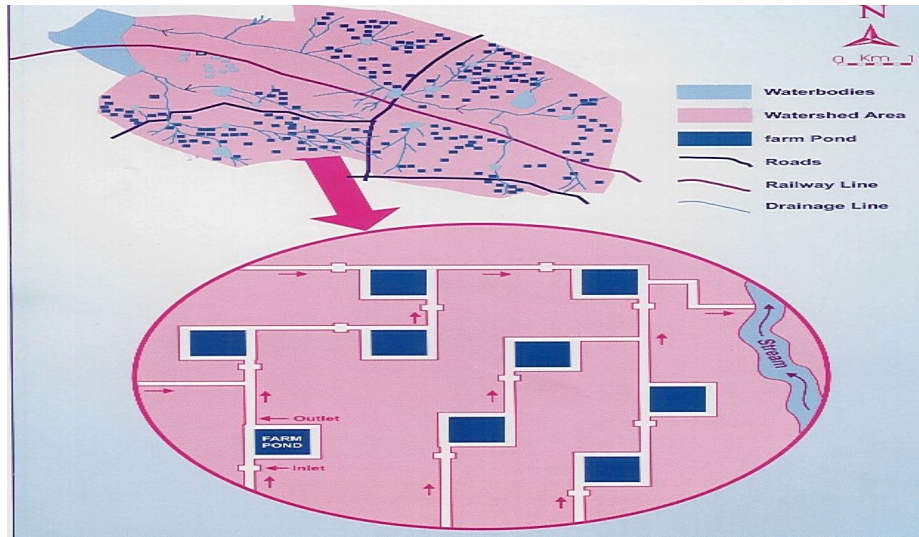 N
0 Km 1
Waterbodies
Watershed Area
farm Pond
Roads
Railway Line
Drainage Line
Stream
Outlet
FARM
POND
Inlet